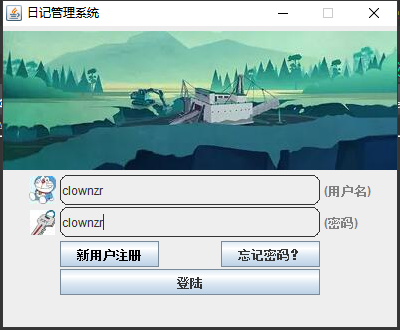 日记管理系统
clownzr (用户名)
clownzr (密码)
新用户注册 忘记密码?
登陆